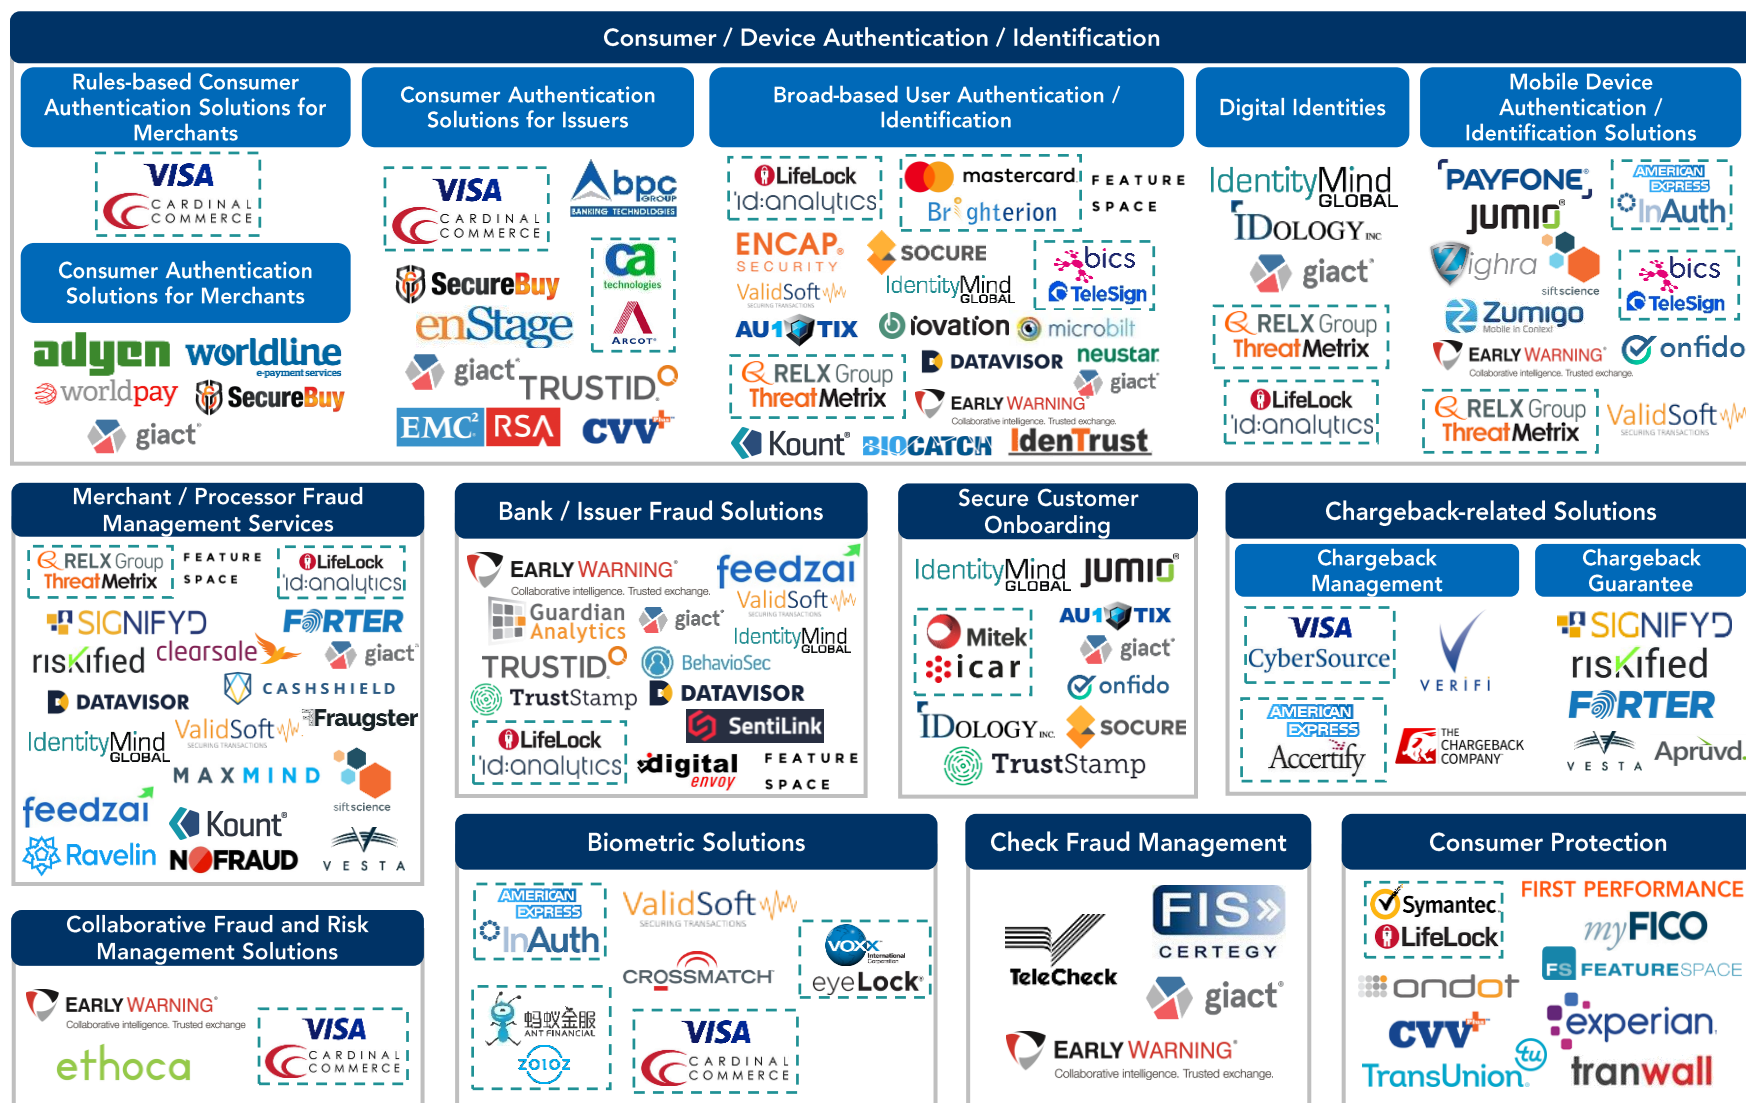 Consumer / Device Authentication / Identification
Rules-based Consumer
Authentication Solutions for
Merchants
VISA
CARDINAL
COMMERCE
Consumer Authentication
Solutions for Merchants
adyen
worldline
e-payment services
worldpay
SecureBuy
giact
Consumer Authentication
Solutions for Issuers
VISA
CARDINAL
COMMERCE
bpc
GROUP
BANKING TECHNOLOGIES
SecureBuy
ca
technologies
ARCOT
enStage
giact
TRUSTID
EMC²
RSA
CVV Plus
Broad-based User Authentication /
Identification
LifeLock
id:analytics
mastercard
Brighterion
FEATURE
SPACE
ENCAP
SECURITY
SOCURE
bics
TeleSign
ValidSoft
SECURING TRANSACTIONS
IdentityMind
GLOBAL
AU10TIX
iovation
microbilt
RELX Group
ThreatMetrix
DATAVISOR
neustar
giact
EARLY WARNING
Collaborative intelligence. Trusted exchange.
Kount
BIOCATCH
IdenTrust
Digital Identities
IdentityMind
GLOBAL
IDOLOGY INC
giact
RELX Group
ThreatMetrix
LifeLock
id:analytics
Mobile Device
Authentication /
Identification Solutions
PAYFONE
AMERICAN
EXPRESS
InAuth
JUMIO
Zighra
siftscience
bics
TeleSign
Zumigo
Mobile in Context
EARLY WARNING
Collaborative intelligence. Trusted exchange.
onfido
RELX Group
ThreatMetrix
ValidSoft
SECURING TRANSACTIONS
Merchant / Processor Fraud
Management Services
RELX Group
ThreatMetrix
FEATURE
SPACE
LifeLock
id:analytics
SIGNIFYD
FORTER
riskified
clearsale
giact
DATAVISOR
CASHSHIELD
ValidSoft
SECURING TRANSACTIONS
Fraugster
IdentityMind
GLOBAL
MAXMIND
siftscience
feedzai
Kount
Ravelin
NOFRAUD
VESTA
Bank / Issuer Fraud Solutions
EARLY WARNING
Collaborative intelligence. Trusted exchange.
feedzai
Guardian
Analytics
giact
ValidSoft
SECURING TRANSACTIONS
IdentityMind
GLOBAL
TRUSTID
BehavioSec
TrustStamp
DATAVISOR
SentiLink
LifeLock
id:analytics
digital
envoy
FEATURE
SPACE
Secure Customer
Onboarding
IdentityMind
GLOBAL
JUMIO
Mitek
icar
AU10TIX
giact
onfido
IDOLOGY INC.
SOCURE
TrustStamp
Chargeback-related Solutions
Chargeback
Management
VISA
CyberSource
VERIFI
AMERICAN
EXPRESS
Accertify
THE
CHARGEBACK
COMPANY
Chargeback
Guarantee
SIGNIFYD
riskified
FORTER
VESTA
Apruvd.
Collaborative Fraud and Risk
Management Solutions
EARLY WARNING
Collaborative intelligence. Trusted exchange
ethoca
VISA
CARDINAL
COMMERCE
Biometric Solutions
AMERICAN
EXPRESS
InAuth
ValidSoft
SECURING TRANSACTIONS
VOXX
International
Corporation
eyeLock
CROSSMATCH
蚂蚁金服
ANT FINANCIAL
ZOLOZ
VISA
CARDINAL
COMMERCE
Check Fraud Management
TeleCheck
FIS
CERTEGY
giact
EARLY WARNING
Collaborative intelligence. Trusted exchange.
Consumer Protection
Symantec
LifeLock
FIRST PERFORMANCE
myFICO
FS FEATURESPACE
ondot
CVV Plus
experian
TransUnion
tu
tranwall